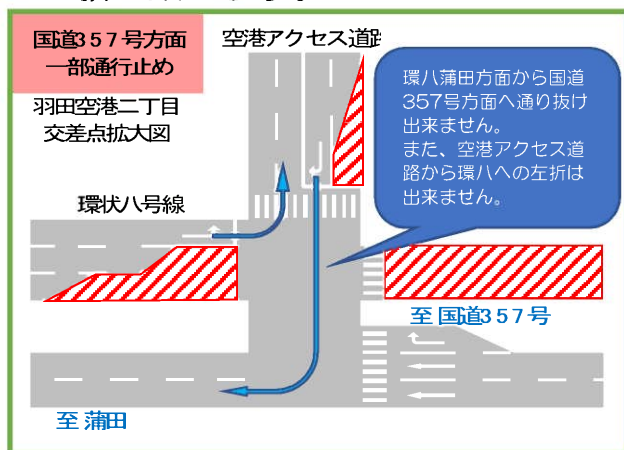 国道357号方面
一部通行止め
空港アクセス道路
羽田空港二丁目
交差点拡大図
環八蒲田方面から国道
357号方面へ通り抜け
出来ません。
また、空港アクセス道
路から環八への左折は
出来ません。
環状八号線
至 国道357号
至 蒲田